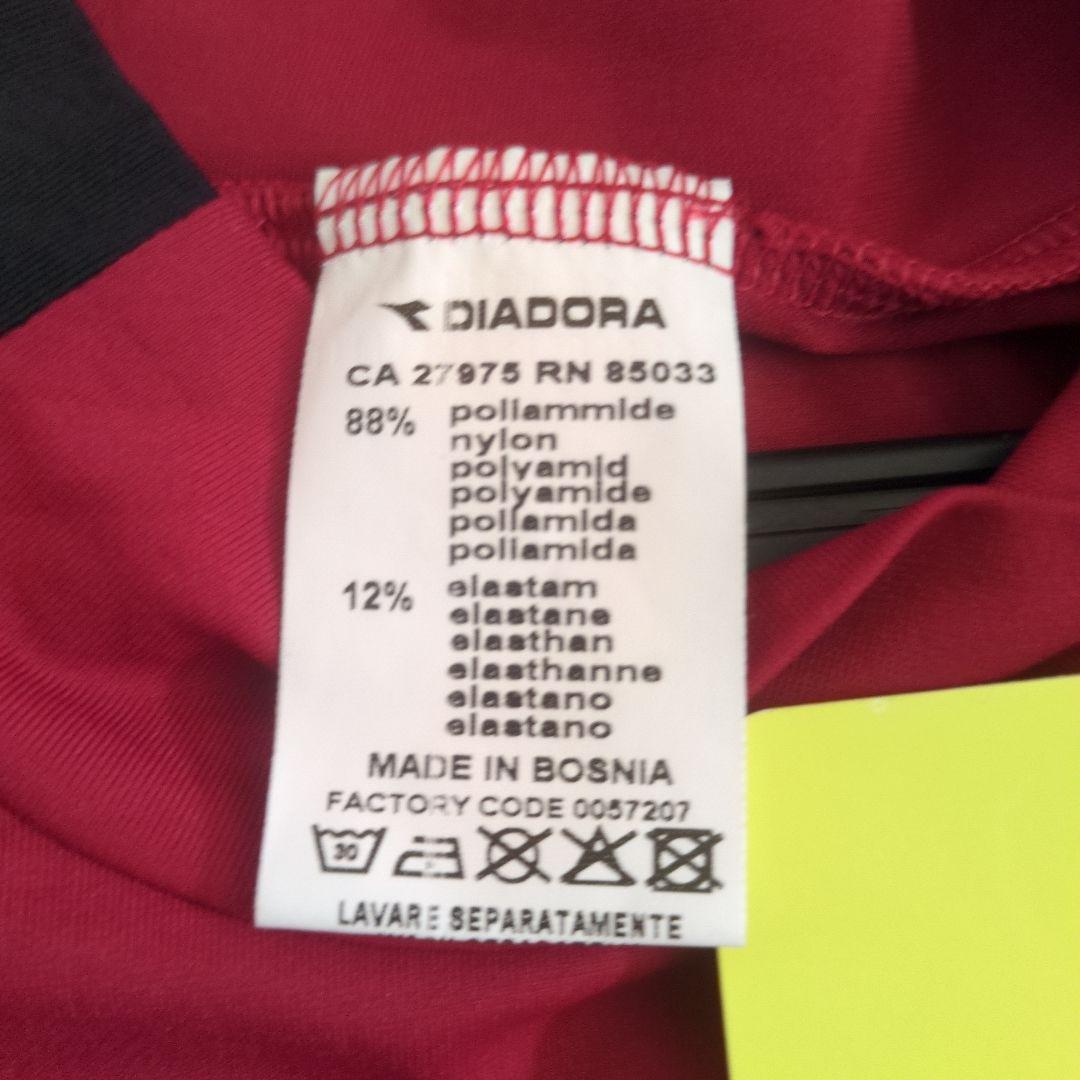 DIADORA
CA 27975 RN 85033
88% poliammide
nylon
polyamid
polyamide
poliamida
poliamida
12% elastam
elastane
elasthan
elasthanne
elastano
elastano
MADE IN BOSNIA
FACTORY CODE 0057207
30
LAVARE SEPARATAMENTE